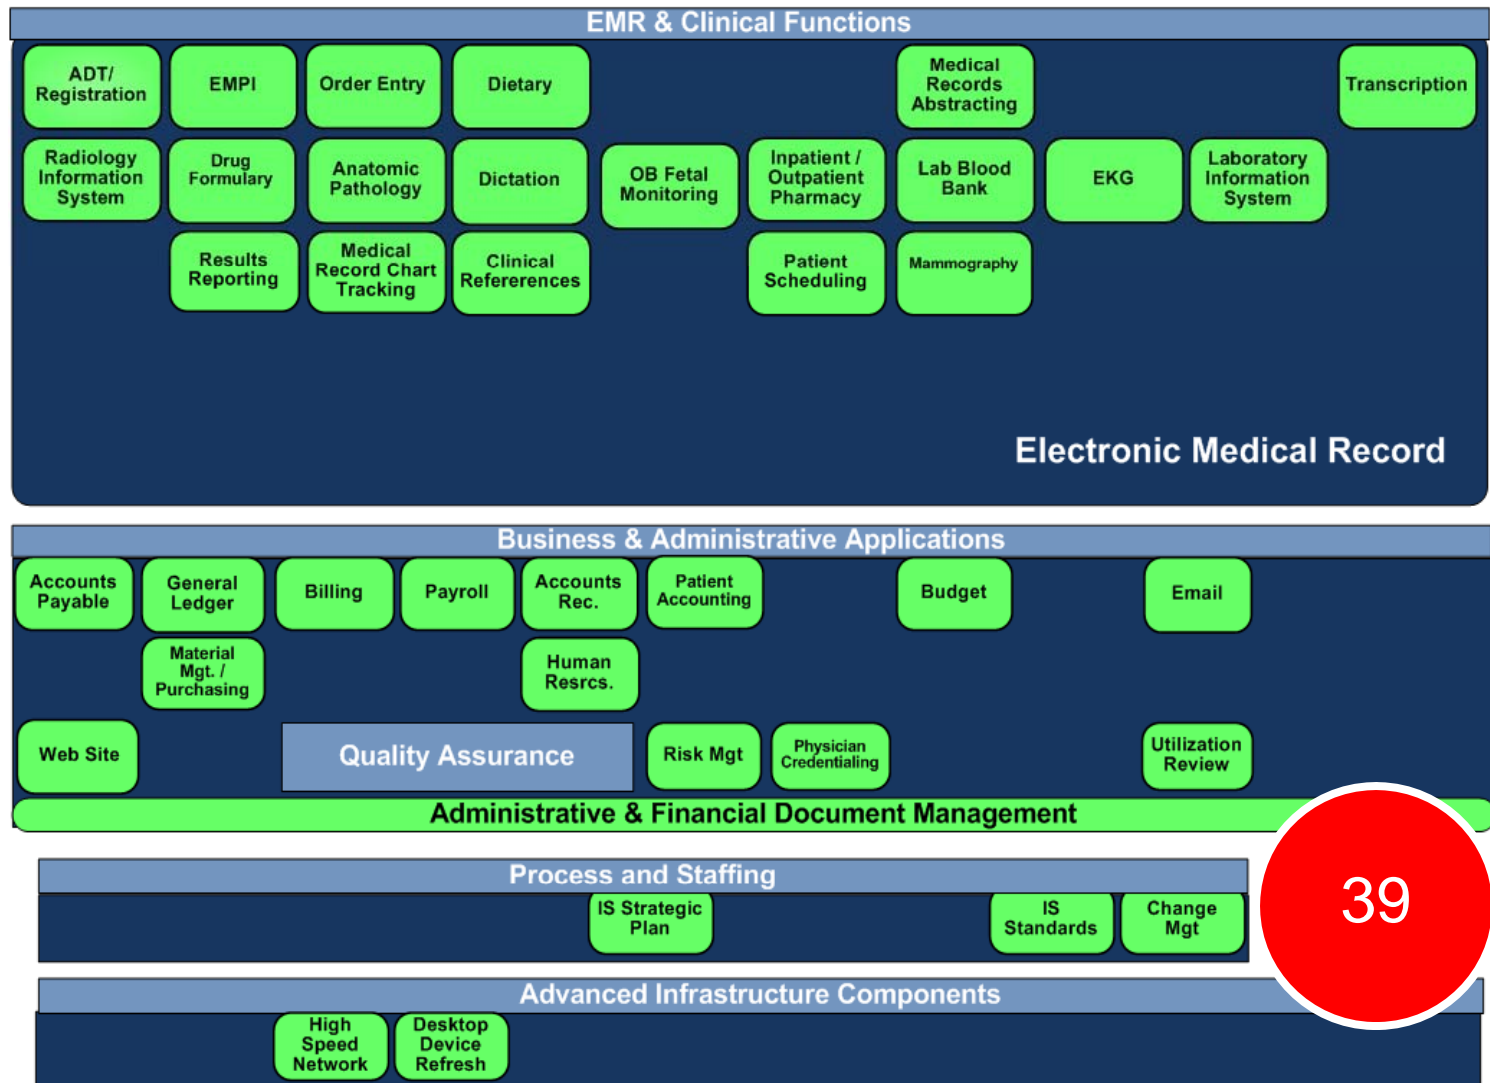 EMR & Clinical Functions
ADT/
Registration
EMPI
Order Entry
Dietary
Medical
Records
Abstracting
Transcription
Radiology
Information
System
Drug
Formulary
Anatomic
Pathology
Dictation
OB Fetal
Monitoring
Inpatient /
Outpatient
Pharmacy
Lab Blood
Bank
EKG
Laboratory
Information
System
Results
Reporting
Medical
Record Chart
Tracking
Clinical
Refererences
Patient
Scheduling
Mammography
Electronic Medical Record
Business & Administrative Applications
Accounts
Payable
General
Ledger
Billing
Payroll
Accounts
Rec.
Patient
Accounting
Budget
Email
Material
Mgt. /
Purchasing
Human
Resrcs.
Web Site
Quality Assurance
Risk Mgt
Physician
Credentialing
Utilization
Review
Administrative & Financial Document Management
Process and Staffing
IS Strategic
Plan
IS
Standards
Change
Mgt
39
Advanced Infrastructure Components
High
Speed
Network
Desktop
Device
Refresh